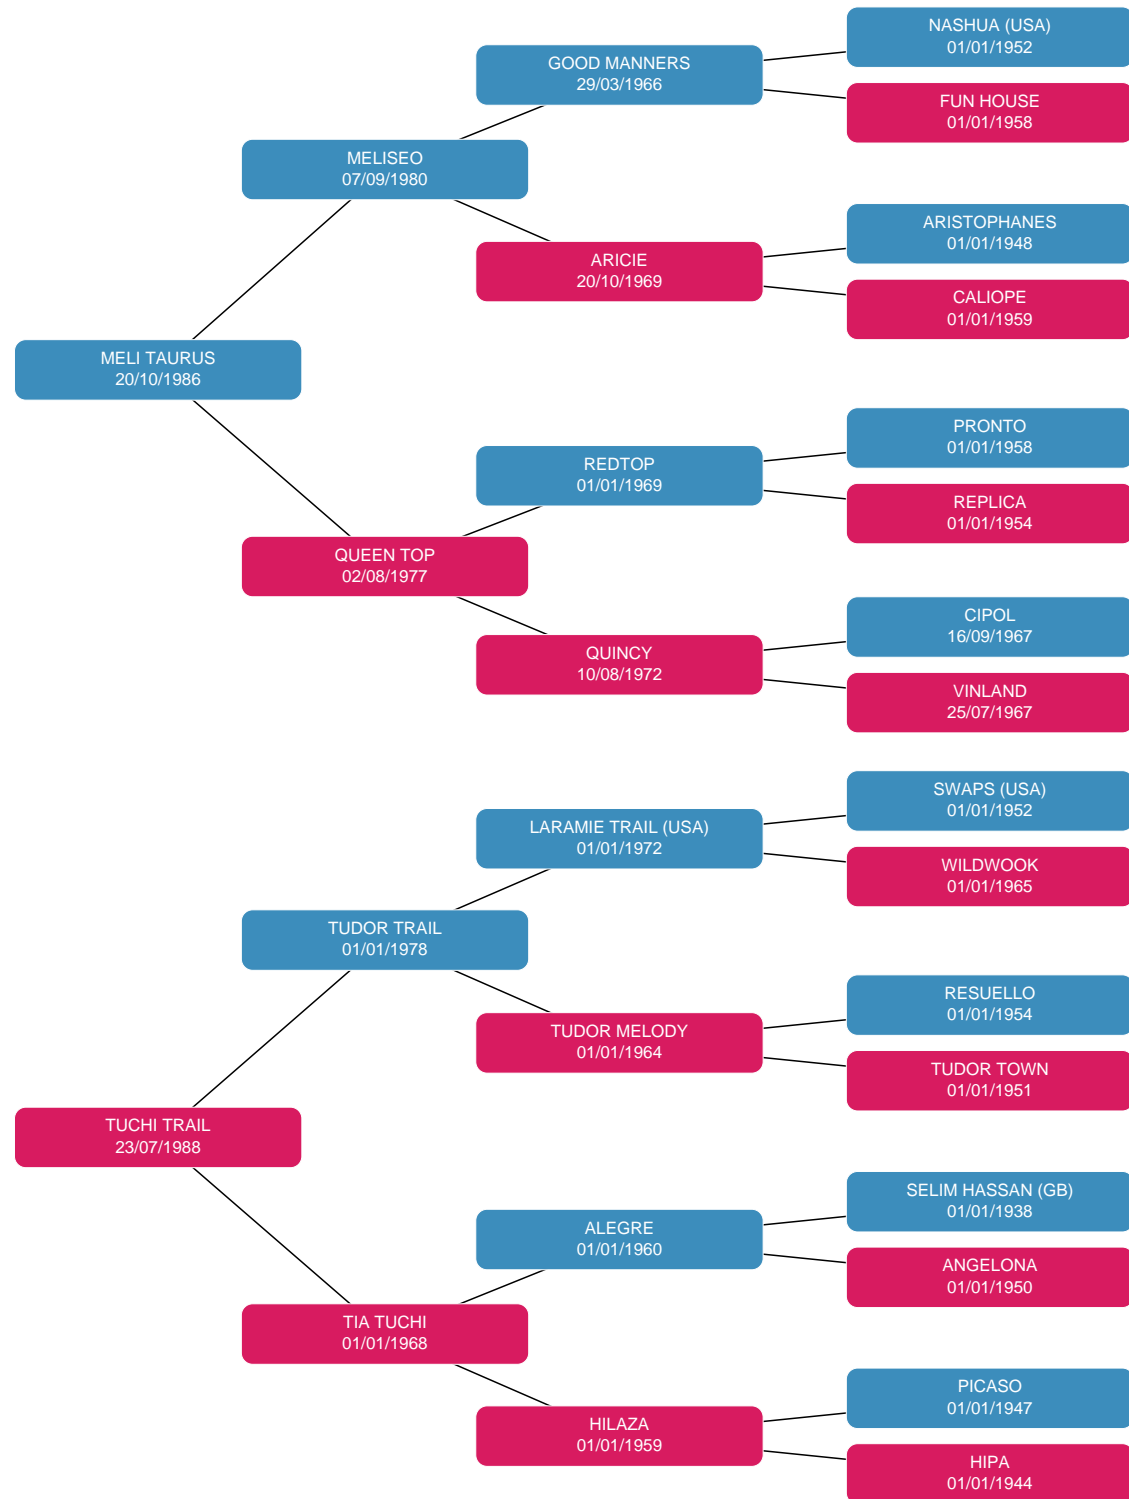 NASHUA (USA)
01/01/1952
GOOD MANNERS
29/03/1966
FUN HOUSE
01/01/1958
MELISEO
07/09/1980
ARISTOPHANES
01/01/1948
ARICIE
20/10/1969
CALIOPE
01/01/1959
MELI TAURUS
20/10/1986
PRONTO
01/01/1958
REDTOP
01/01/1969
REPLICA
01/01/1954
QUEEN TOP
02/08/1977
CIPOL
16/09/1967
QUINCY
10/08/1972
VINLAND
25/07/1967
SWAPS (USA)
01/01/1952
LARAMIE TRAIL (USA)
01/01/1972
WILDWOOK
01/01/1965
TUDOR TRAIL
01/01/1978
RESUELLO
01/01/1954
TUDOR MELODY
01/01/1964
TUDOR TOWN
01/01/1951
TUCHI TRAIL
23/07/1988
SELIM HASSAN (GB)
01/01/1938
ALEGRE
01/01/1960
ANGELONA
01/01/1950
TIA TUCHI
01/01/1968
PICASO
01/01/1947
HILAZA
01/01/1959
HIPA
01/01/1944